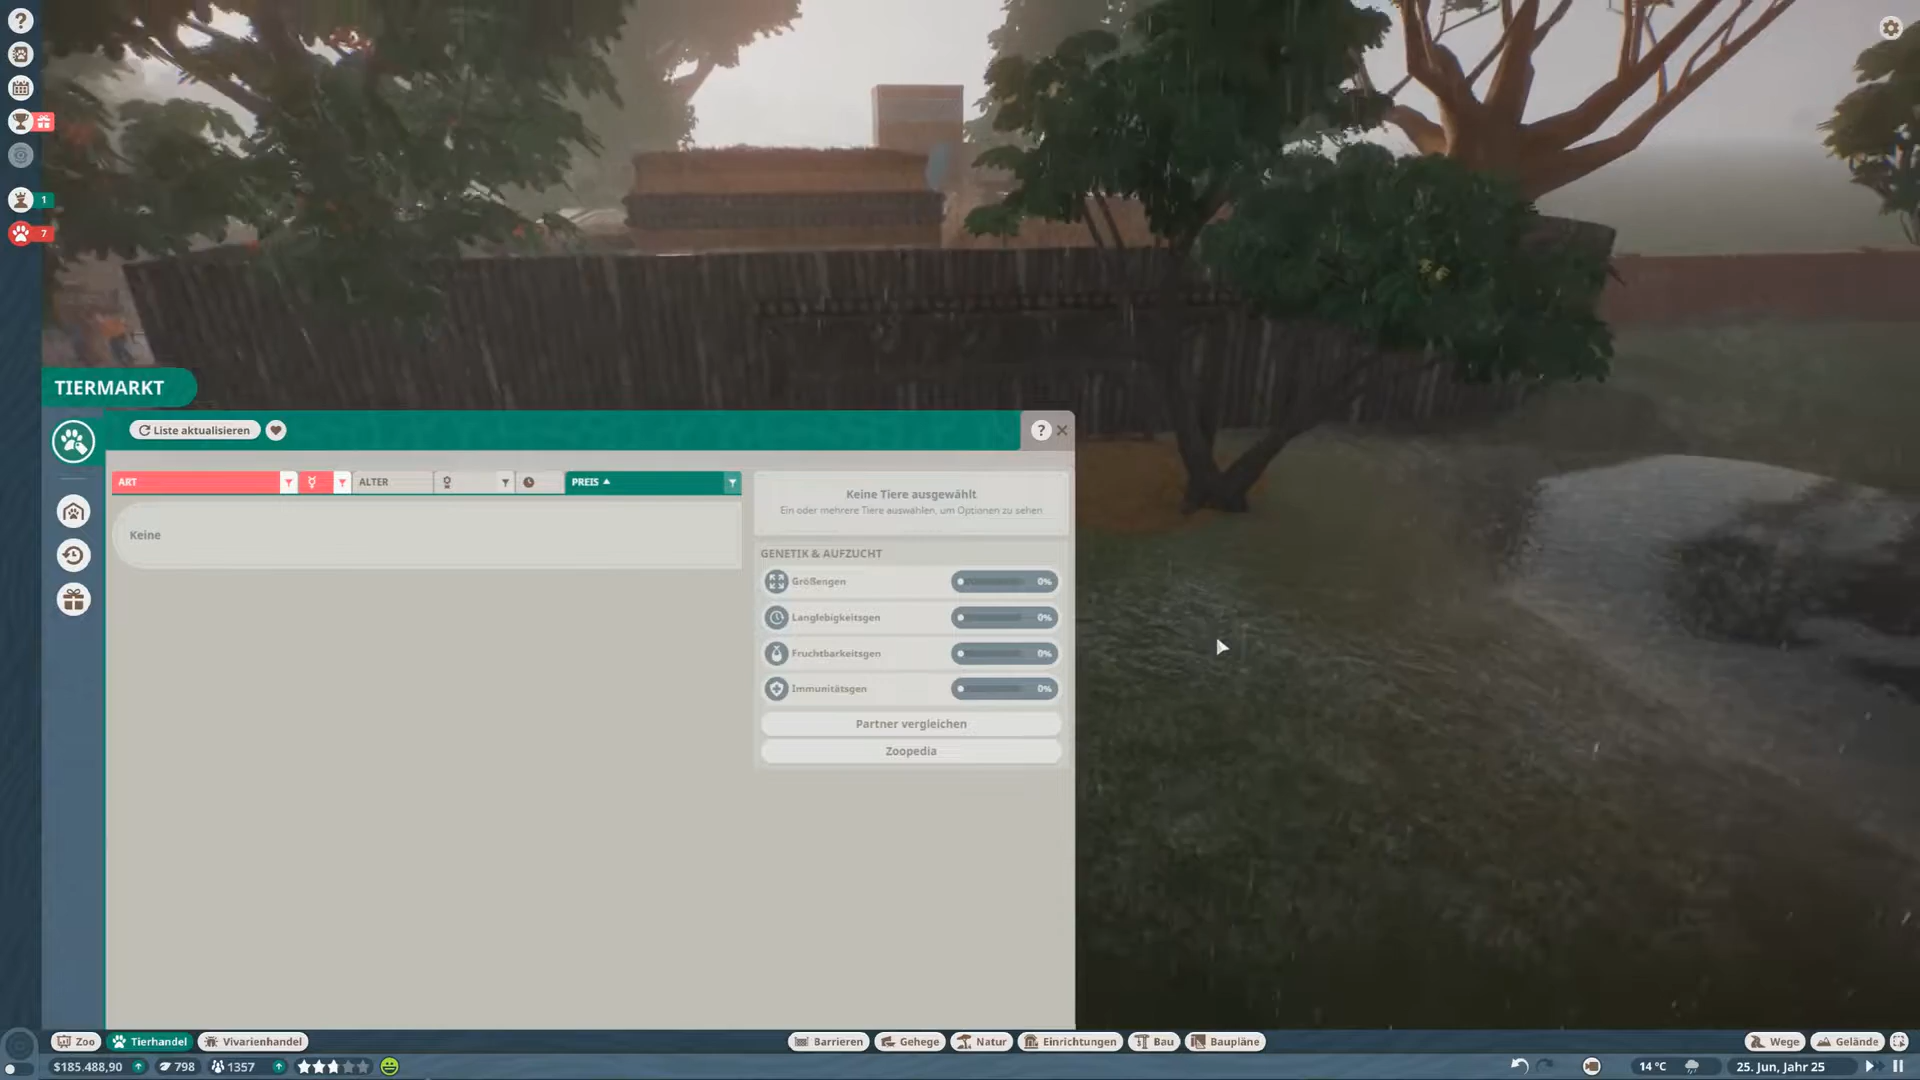 ?
1
7
TIERMARKT
Liste aktualisieren
?
ART
ALTER
PREIS
Keine
Keine Tiere ausgewählt
Ein oder mehrere Tiere auswählen, um Optionen zu sehen
GENETIK & AUFZUCHT
Größengen 0%
Langlebigkeitsgen 0%
Fruchtbarkeitsgen 0%
Immunitätsgen 0%
Partner vergleichen
Zoopedia
Zoo Tierhandel Vivarienhandel Barrieren Gehege Natur Einrichtungen Bau Baupläne Wege Gelände
$185.488,90 798 1357 14 °C 25. Jun, Jahr 25